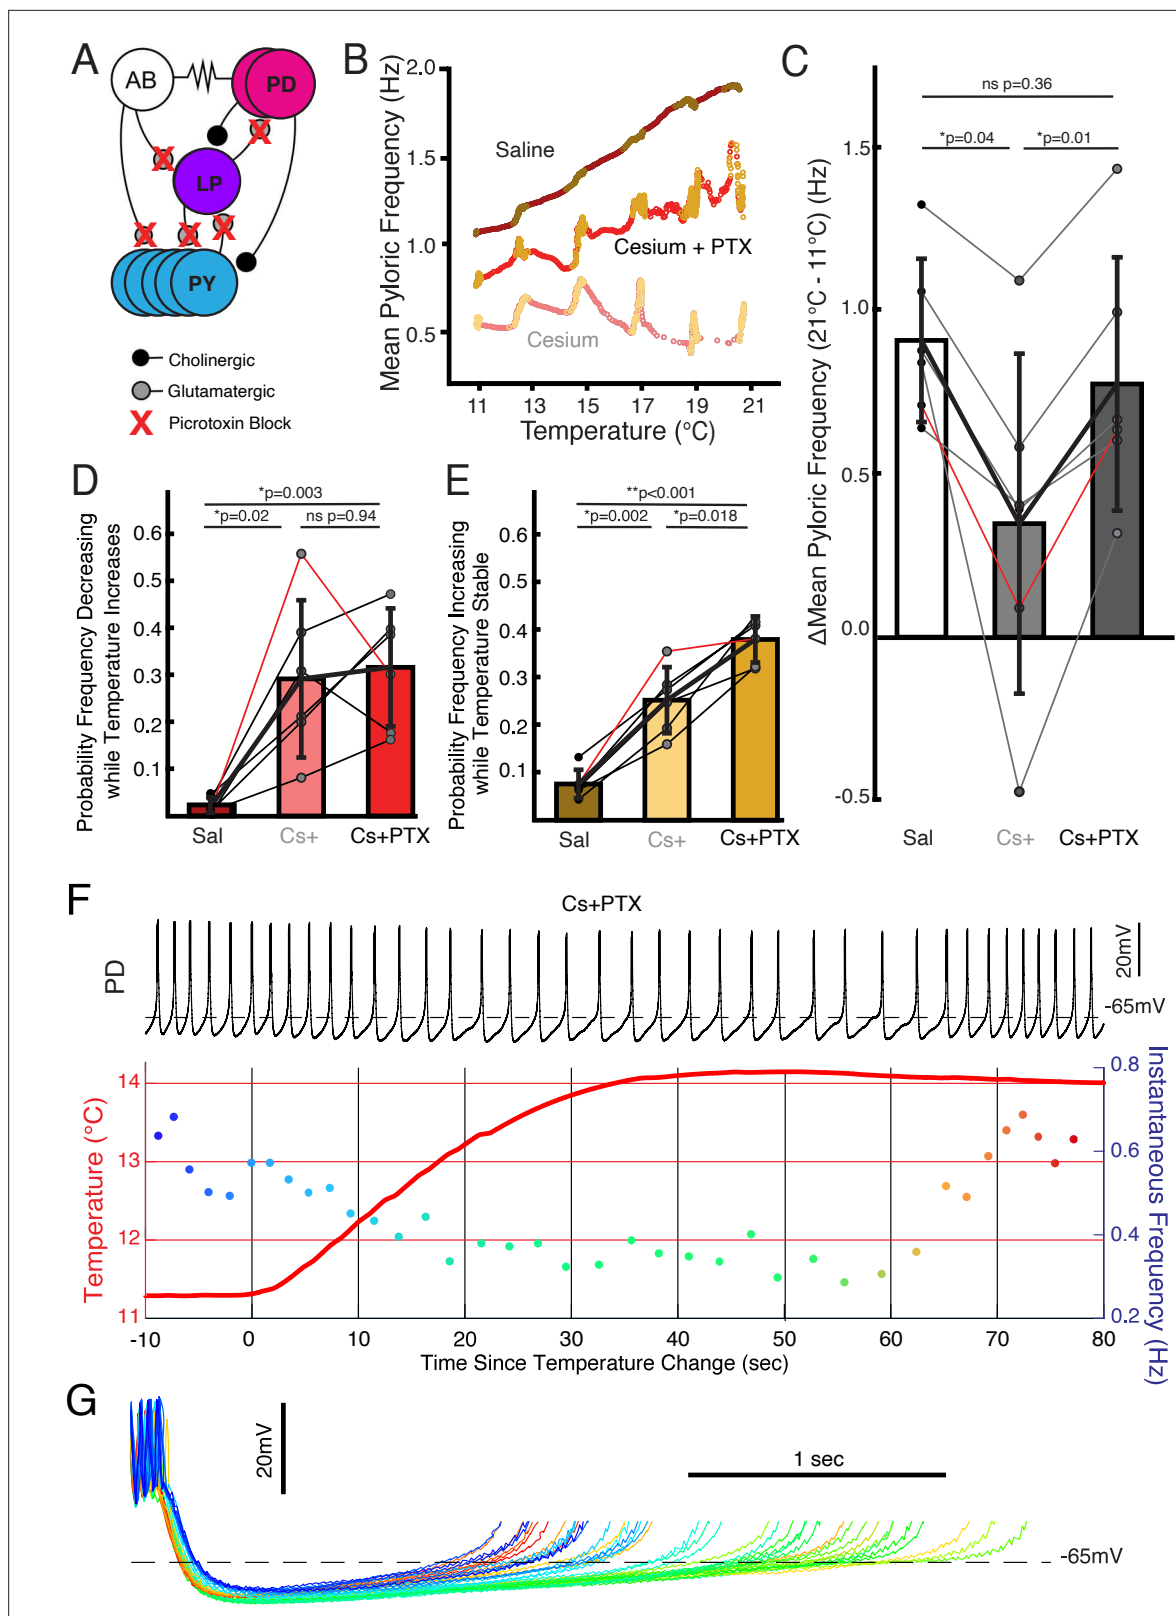 A
AB
PD
LP
PY
Cholinergic
Glutamatergic
X Picrotoxin Block
B
Mean Pyloric Frequency (Hz)
2.0
1.5
1.0
0.5
Saline
Cesium + PTX
Cesium
11 13 15 17 19 21
Temperature (°C)
C
ΔMean Pyloric Frequency (21°C - 11°C) (Hz)
ns p=0.36
*p=0.04 *p=0.01
1.5
1.0
0.5
0.0
-0.5
Sal Cs+ Cs+PTX
D
Probability Frequency Decreasing
while Temperature Increases
*p=0.003
*p=0.02 ns p=0.94
0.6
0.5
0.4
0.3
0.2
0.1
Sal Cs+ Cs+PTX
E
Probability Frequency Increasing
while Temperature Stable
**p<0.001
*p=0.002 *p=0.018
0.6
0.5
0.4
0.3
0.2
0.1
Sal Cs+ Cs+PTX
F
Cs+PTX
PD
20mV
-65mV
Temperature (°C)
14
13
12
11
Instantaneous Frequency (Hz)
0.8
0.6
0.4
0.2
-10 0 10 20 30 40 50 60 70 80
Time Since Temperature Change (sec)
G
20mV
1 sec
-65mV